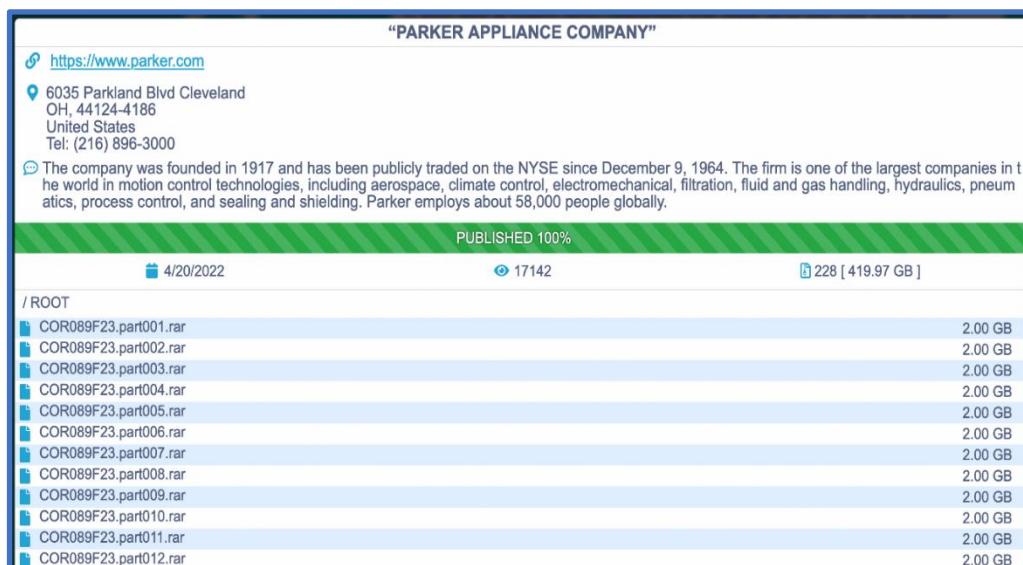 “PARKER APPLIANCE COMPANY”
https://www.parker.com
6035 Parkland Blvd Cleveland
OH, 44124-4186
United States
Tel: (216) 896-3000
The company was founded in 1917 and has been publicly traded on the NYSE since December 9, 1964. The firm is one of the largest companies in t
he world in motion control technologies, including aerospace, climate control, electromechanical, filtration, fluid and gas handling, hydraulics, pneum
atics, process control, and sealing and shielding. Parker employs about 58,000 people globally.
PUBLISHED 100%
4/20/2022 17142 228 [ 419.97 GB ]
/ ROOT
COR089F23.part001.rar 2.00 GB
COR089F23.part002.rar 2.00 GB
COR089F23.part003.rar 2.00 GB
COR089F23.part004.rar 2.00 GB
COR089F23.part005.rar 2.00 GB
COR089F23.part006.rar 2.00 GB
COR089F23.part007.rar 2.00 GB
COR089F23.part008.rar 2.00 GB
COR089F23.part009.rar 2.00 GB
COR089F23.part010.rar 2.00 GB
COR089F23.part011.rar 2.00 GB
COR089F23.part012.rar 2.00 GB